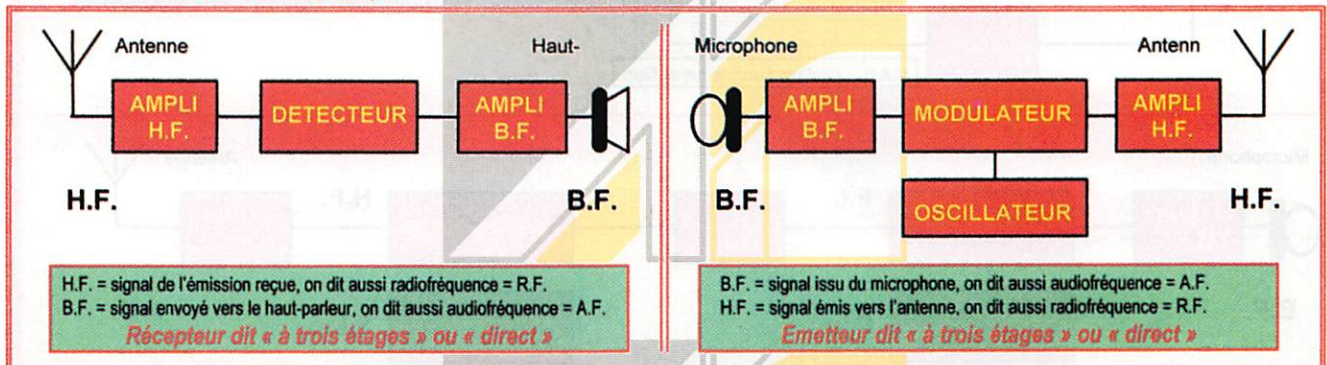 Antenne
Haut-
AMPLI
H.F.
DETECTEUR
AMPLI
B.F.
H.F.
B.F.
H.F. = signal de l'émission reçue, on dit aussi radiofréquence = R.F.
B.F. = signal envoyé vers le haut-parleur, on dit aussi audiofréquence = A.F.
Récepteur dit « à trois étages » ou « direct »
Microphone
Antenn
AMPLI
B.F.
MODULATEUR
AMPLI
H.F.
OSCILLATEUR
B.F.
H.F.
B.F. = signal issu du microphone, on dit aussi audiofréquence = A.F.
H.F. = signal émis vers l'antenne, on dit aussi radiofréquence = R.F.
Emetteur dit « à trois étages » ou « direct »